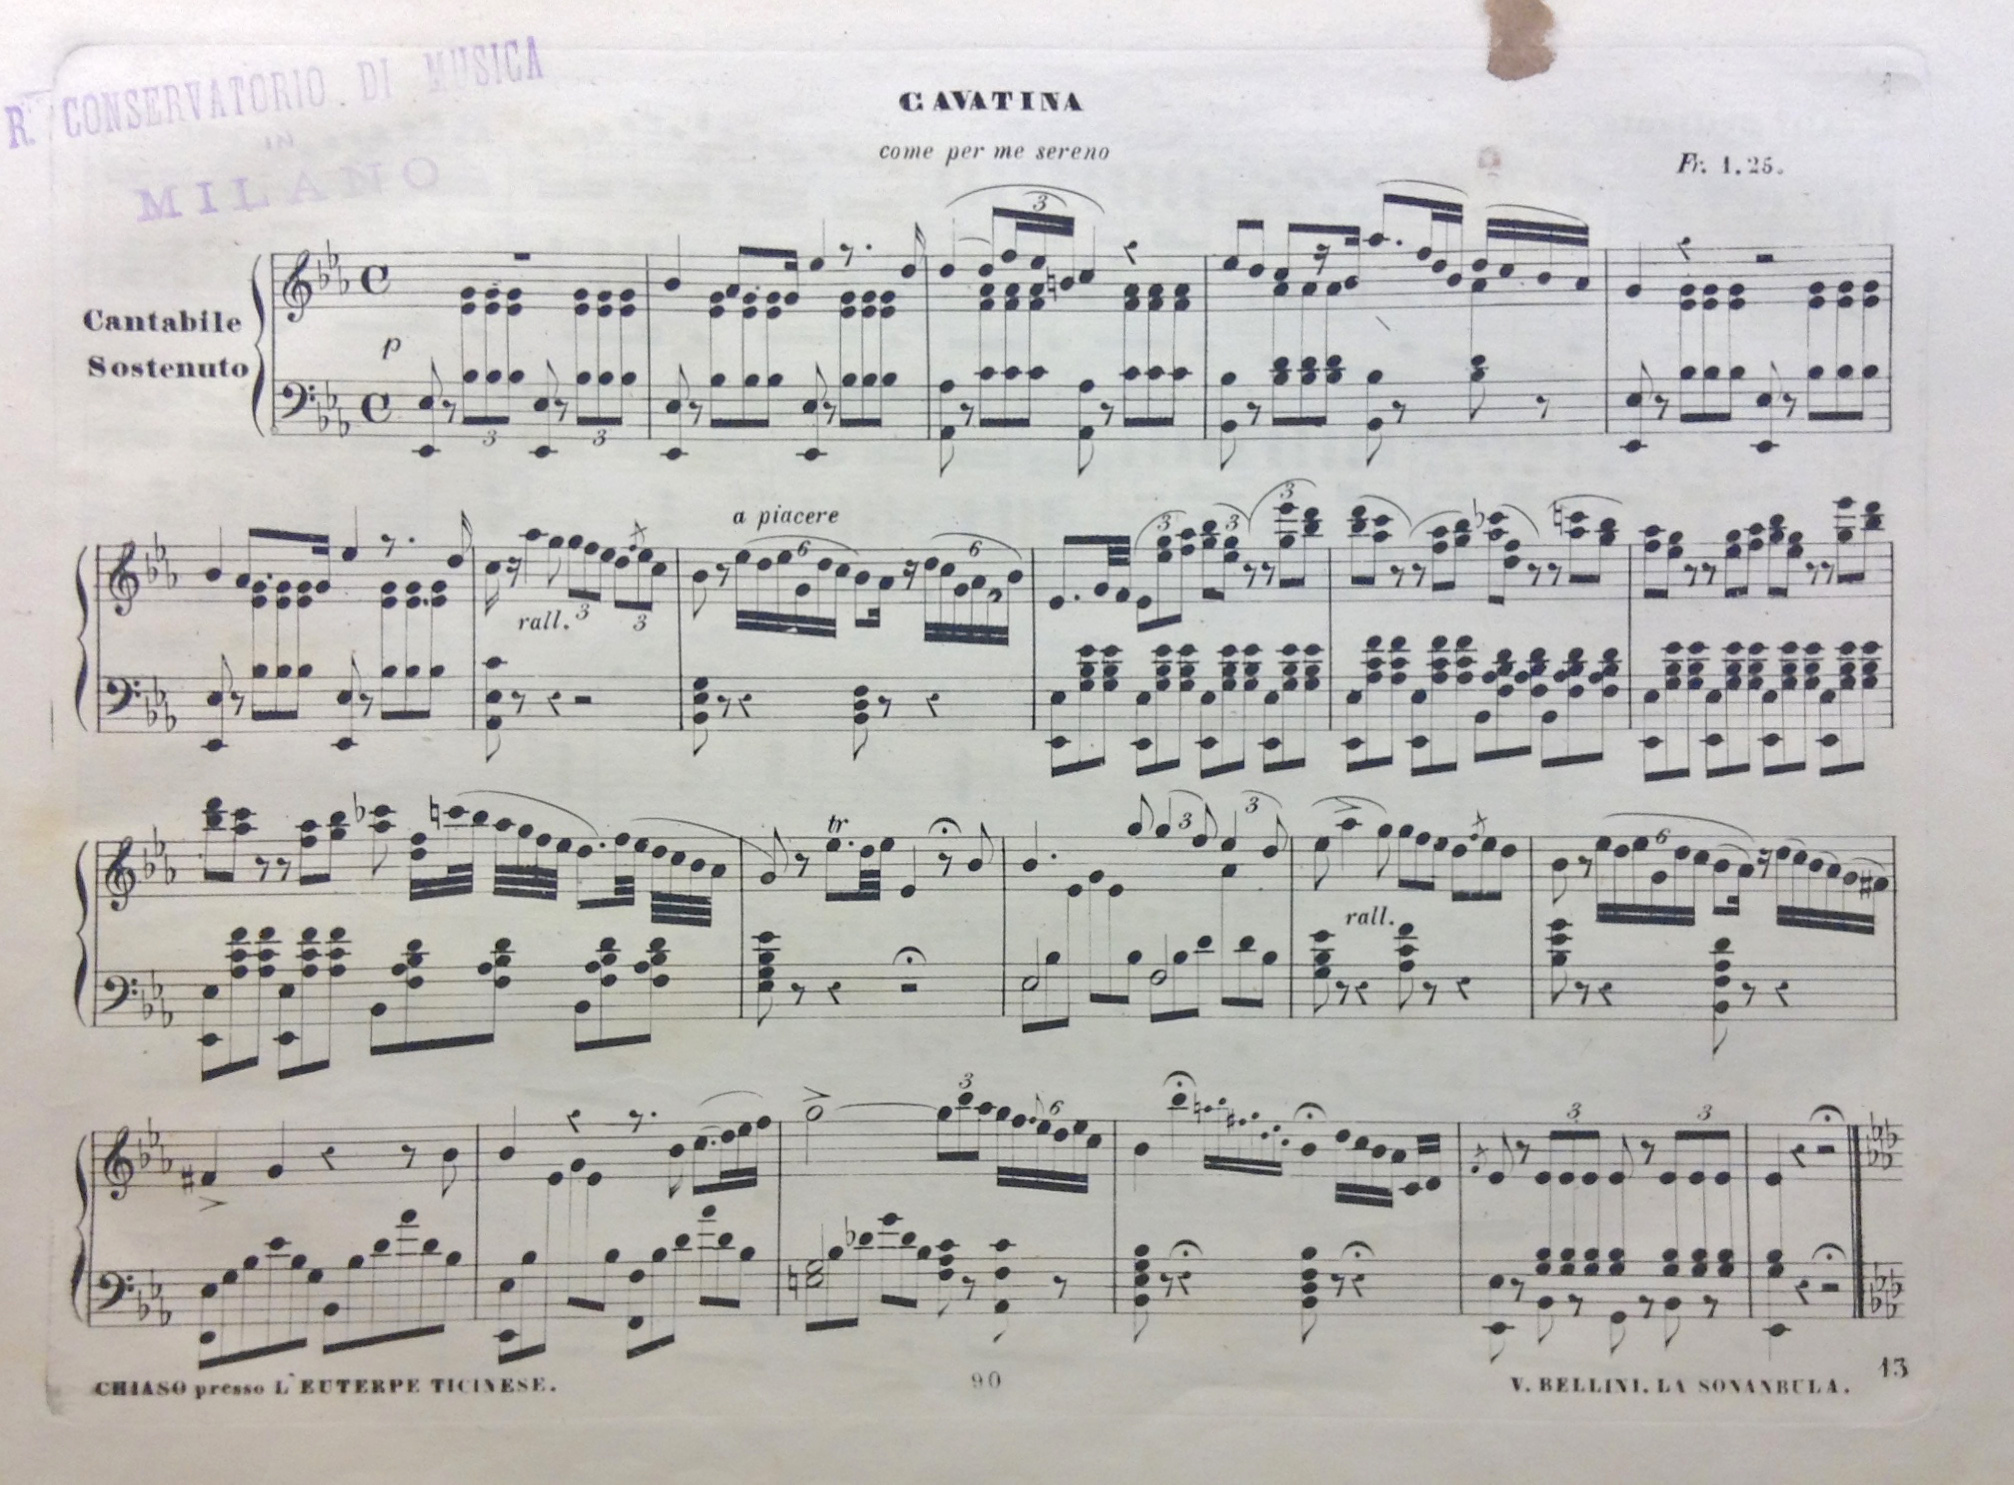 R. CONSERVATORIO DI MUSICA
IN
MILANO
CAVATINA
come per me sereno
Fr. 1.25.
Cantabile
Sostenuto
p
3
3
3
a piacere
6
6
3
3
3
rall.
3
3
tr
3
3
6
rall.
3
6
3
3
CHIASO presso L'EUTERPE TICINESE.
90
V. BELLINI. LA SONANBULA.
13